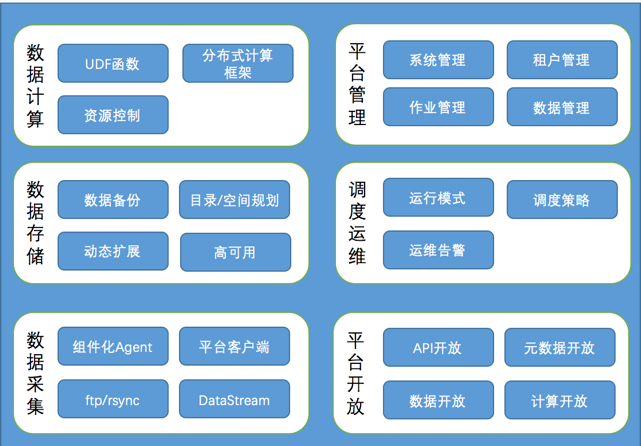 数据计算
UDF函数
分布式计算
框架
资源控制
平台管理
系统管理
租户管理
作业管理
数据管理
数据存储
数据备份
目录/空间规划
动态扩展
高可用
调度运维
运行模式
调度策略
运维告警
数据采集
组件化Agent
平台客户端
ftp/rsync
DataStream
平台开放
API开放
元数据开放
数据开放
计算开放